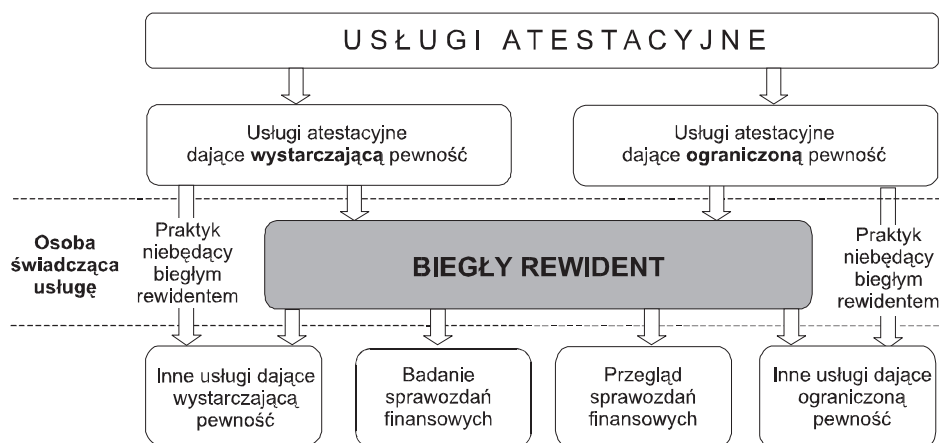 USŁUGI ATESTACYJNE
Usługi atestacyjne
dające wystarczającą pewność
Usługi atestacyjne
dające ograniczoną pewność
Osoba
świadcząca
usługę
Praktyk
niebędący
biegłym
rewidentem
BIEGŁY REWIDENT
Praktyk
niebędący
biegłym
rewidentem
Inne usługi dające
wystarczającą
pewność
Badanie
sprawozdań
finansowych
Przegląd
sprawozdań
finansowych
Inne usługi dające
ograniczoną
pewność